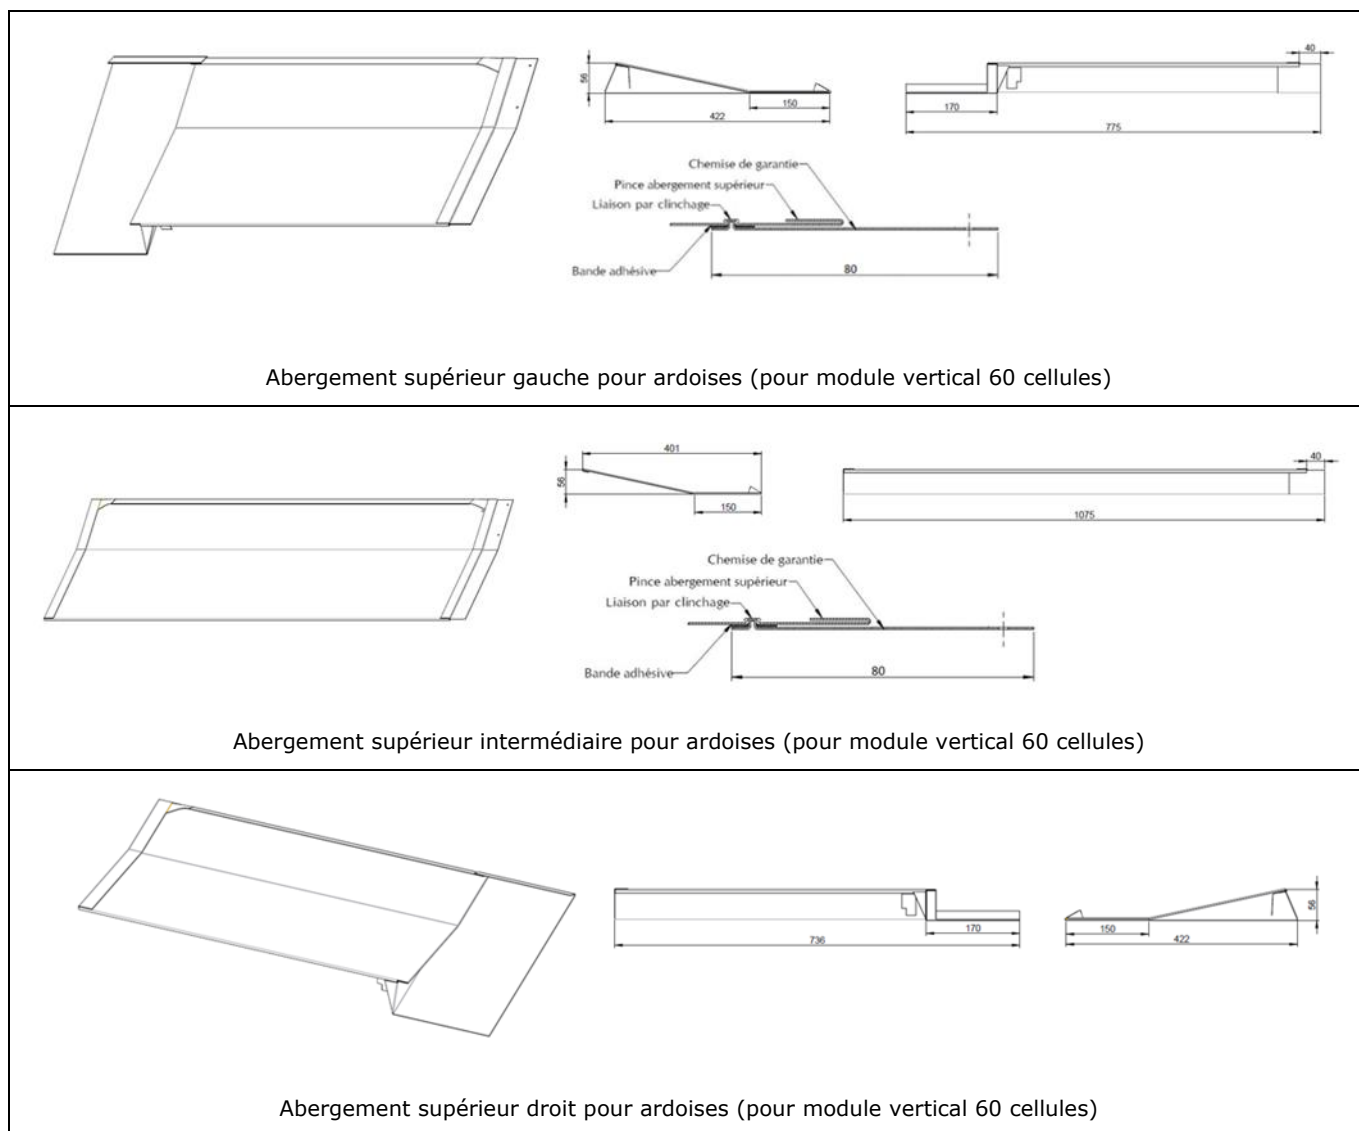 56
150
422
40
170
775
Chemise de garantie
Pince abergement supérieur
Liaison par clinchage
Bande adhésive
80
Abergement supérieur gauche pour ardoises (pour module vertical 60 cellules)
401
56
150
40
1075
Chemise de garantie
Pince abergement supérieur
Liaison par clinchage
Bande adhésive
80
Abergement supérieur intermédiaire pour ardoises (pour module vertical 60 cellules)
170
736
56
150
422
Abergement supérieur droit pour ardoises (pour module vertical 60 cellules)